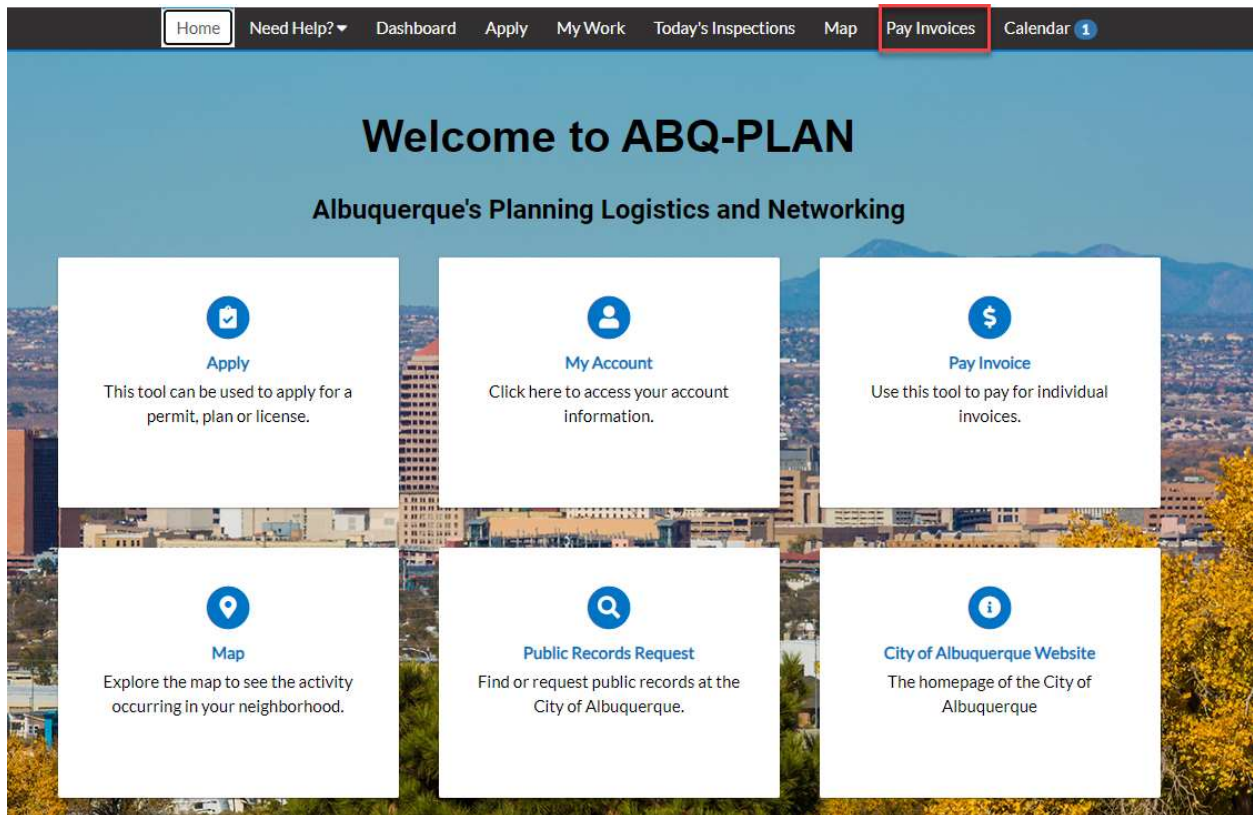 Home Need Help? Dashboard Apply My Work Today's Inspections Map Pay Invoices Calendar 1
Welcome to ABQ-PLAN
Albuquerque's Planning Logistics and Networking
Apply
This tool can be used to apply for a
permit, plan or license.
My Account
Click here to access your account
information.
Pay Invoice
Use this tool to pay for individual
invoices.
Map
Explore the map to see the activity
occurring in your neighborhood.
Public Records Request
Find or request public records at the
City of Albuquerque.
City of Albuquerque Website
The homepage of the City of
Albuquerque